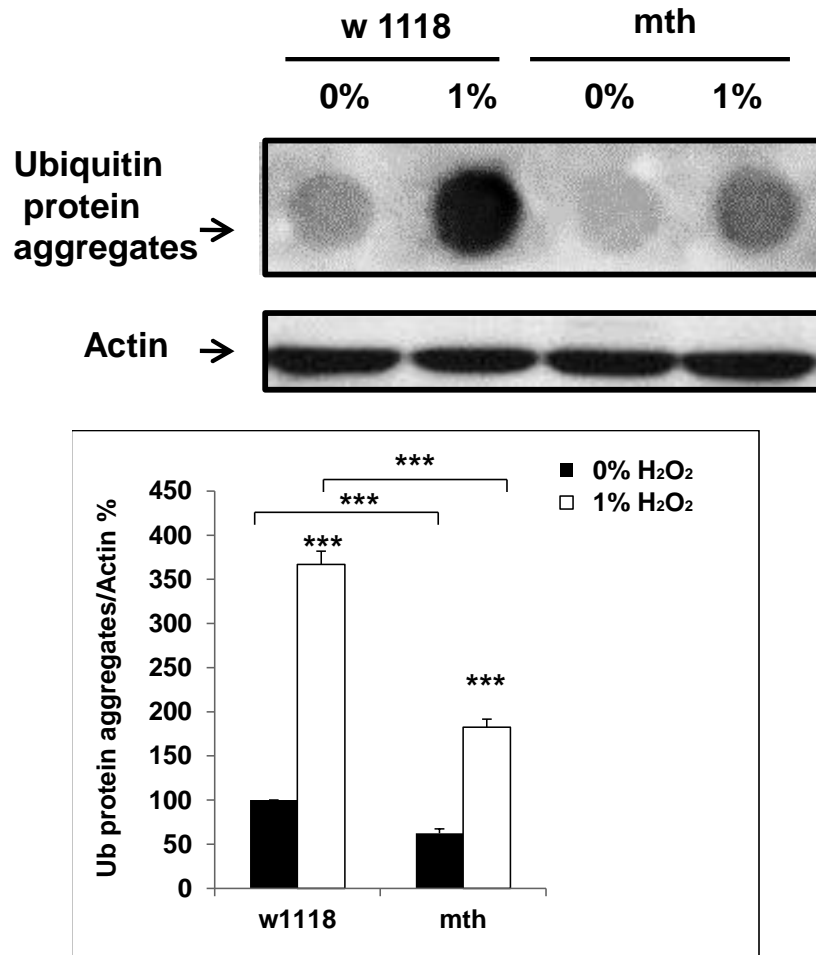 w 1118 mth
0% 1% 0% 1%
Ubiquitin
protein
aggregates
Actin
*** 0% H₂O₂
*** 1% H₂O₂
***
***
Ub protein aggregates/Actin %
450
400
350
300
250
200
150
100
50
0
w1118 mth